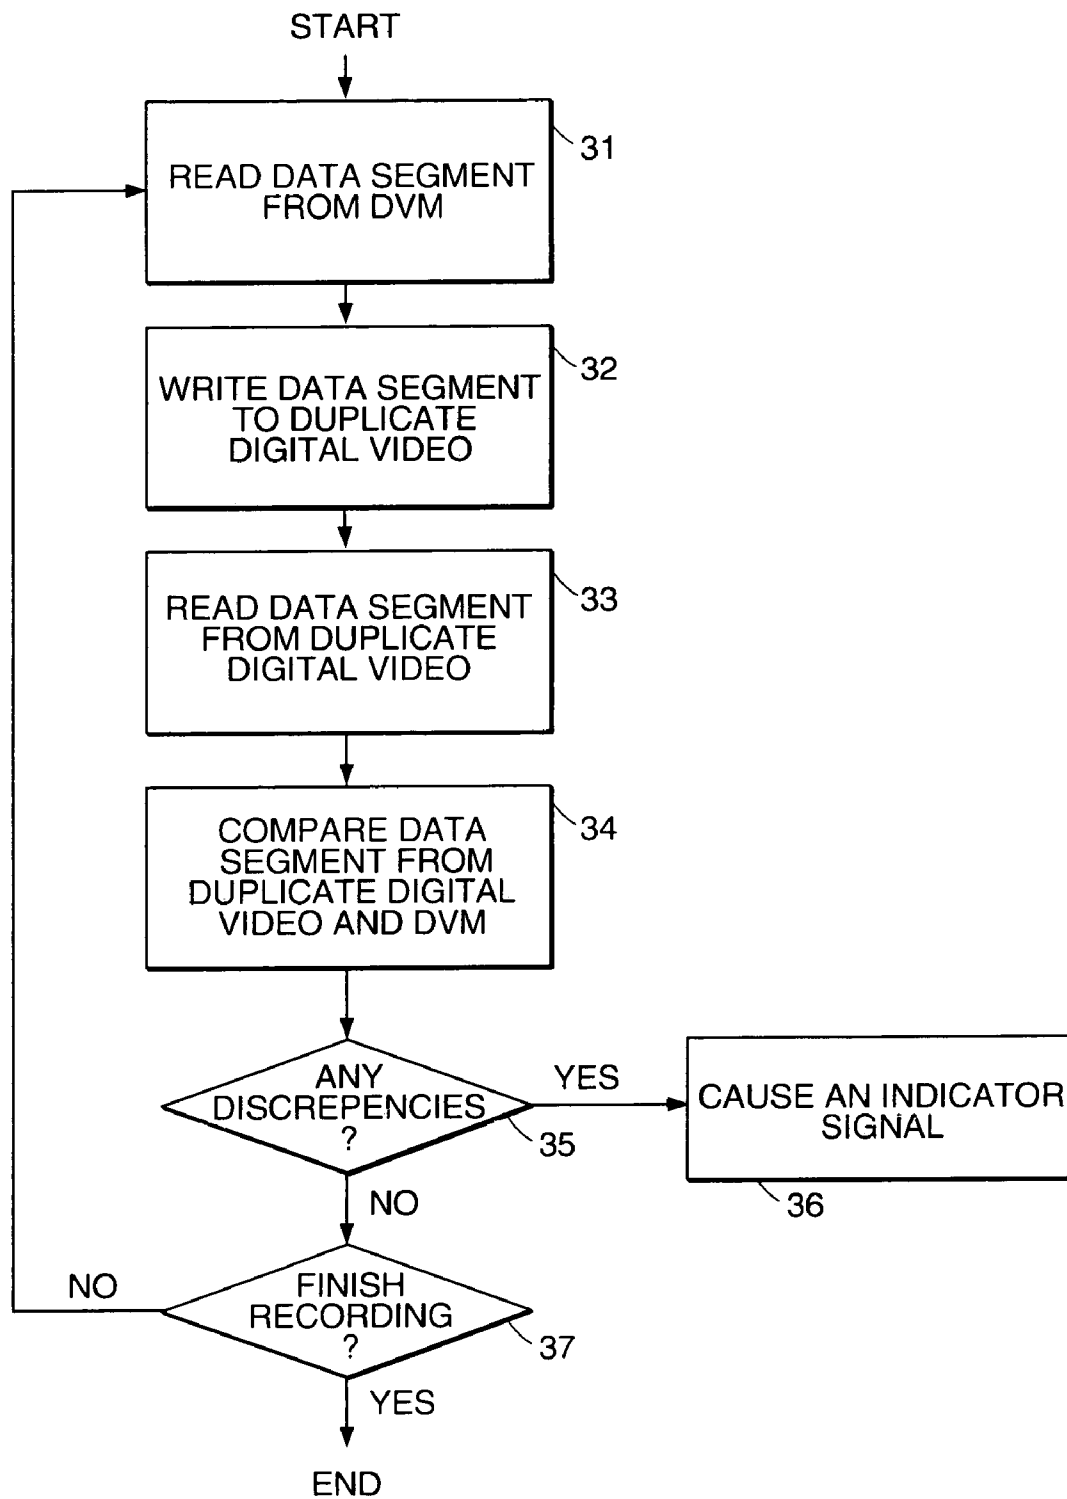 START
31
READ DATA SEGMENT
FROM DVM
32
WRITE DATA SEGMENT
TO DUPLICATE
DIGITAL VIDEO
33
READ DATA SEGMENT
FROM DUPLICATE
DIGITAL VIDEO
34
COMPARE DATA
SEGMENT FROM
DUPLICATE DIGITAL
VIDEO AND DVM
ANY
DISCREPENCIES
?
35
YES
CAUSE AN INDICATOR
SIGNAL
36
NO
FINISH
RECORDING
?
37
NO
YES
END